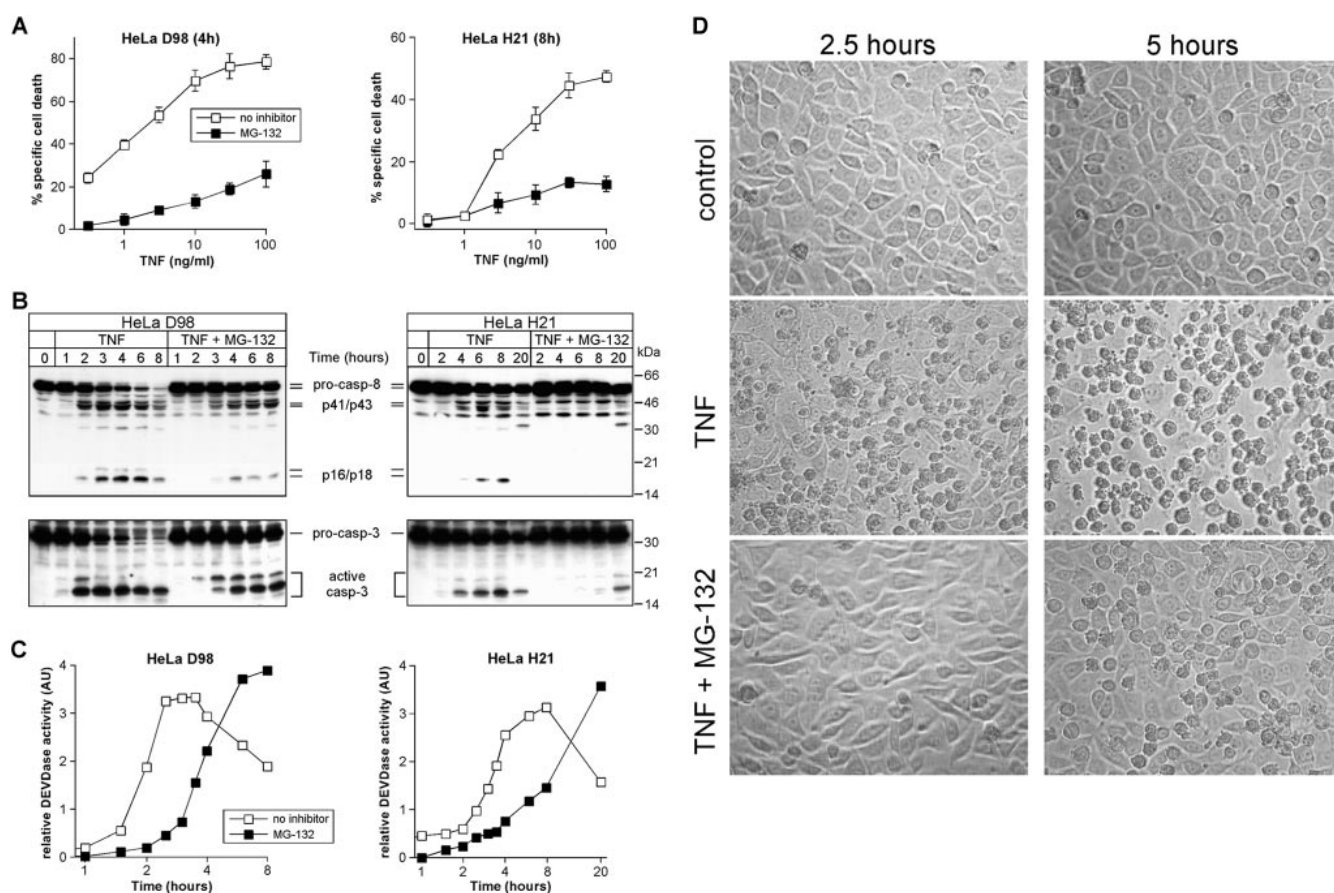 A
HeLa D98 (4h)
% specific cell death
80
60
40
20
0
no inhibitor
MG-132
1 10 100
TNF (ng/ml)
HeLa H21 (8h)
% specific cell death
60
40
20
0
1 10 100
TNF (ng/ml)
B
HeLa D98
TNF TNF + MG-132
0 1 2 3 4 6 8 1 2 3 4 6 8
Time (hours)
HeLa H21
TNF TNF + MG-132
0 2 4 6 8 20 2 4 6 8 20
kDa
pro-casp-8
p41/p43
p16/p18
66
46
30
21
14
pro-casp-3
active
casp-3
30
21
14
C
HeLa D98
relative DEVDase activity (AU)
4
3
2
1
0
no inhibitor
MG-132
1 2 4 8
Time (hours)
HeLa H21
relative DEVDase activity (AU)
4
3
2
1
0
1 2 4 8 20
Time (hours)
D
2.5 hours 5 hours
control
TNF
TNF + MG-132